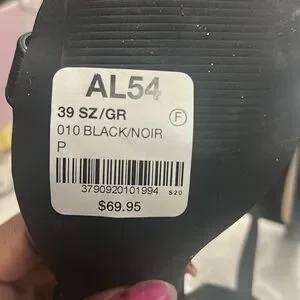 AL54
39 SZ/GR
F
010 BLACK/NOIR
P
3790920101994 S20
$69.95